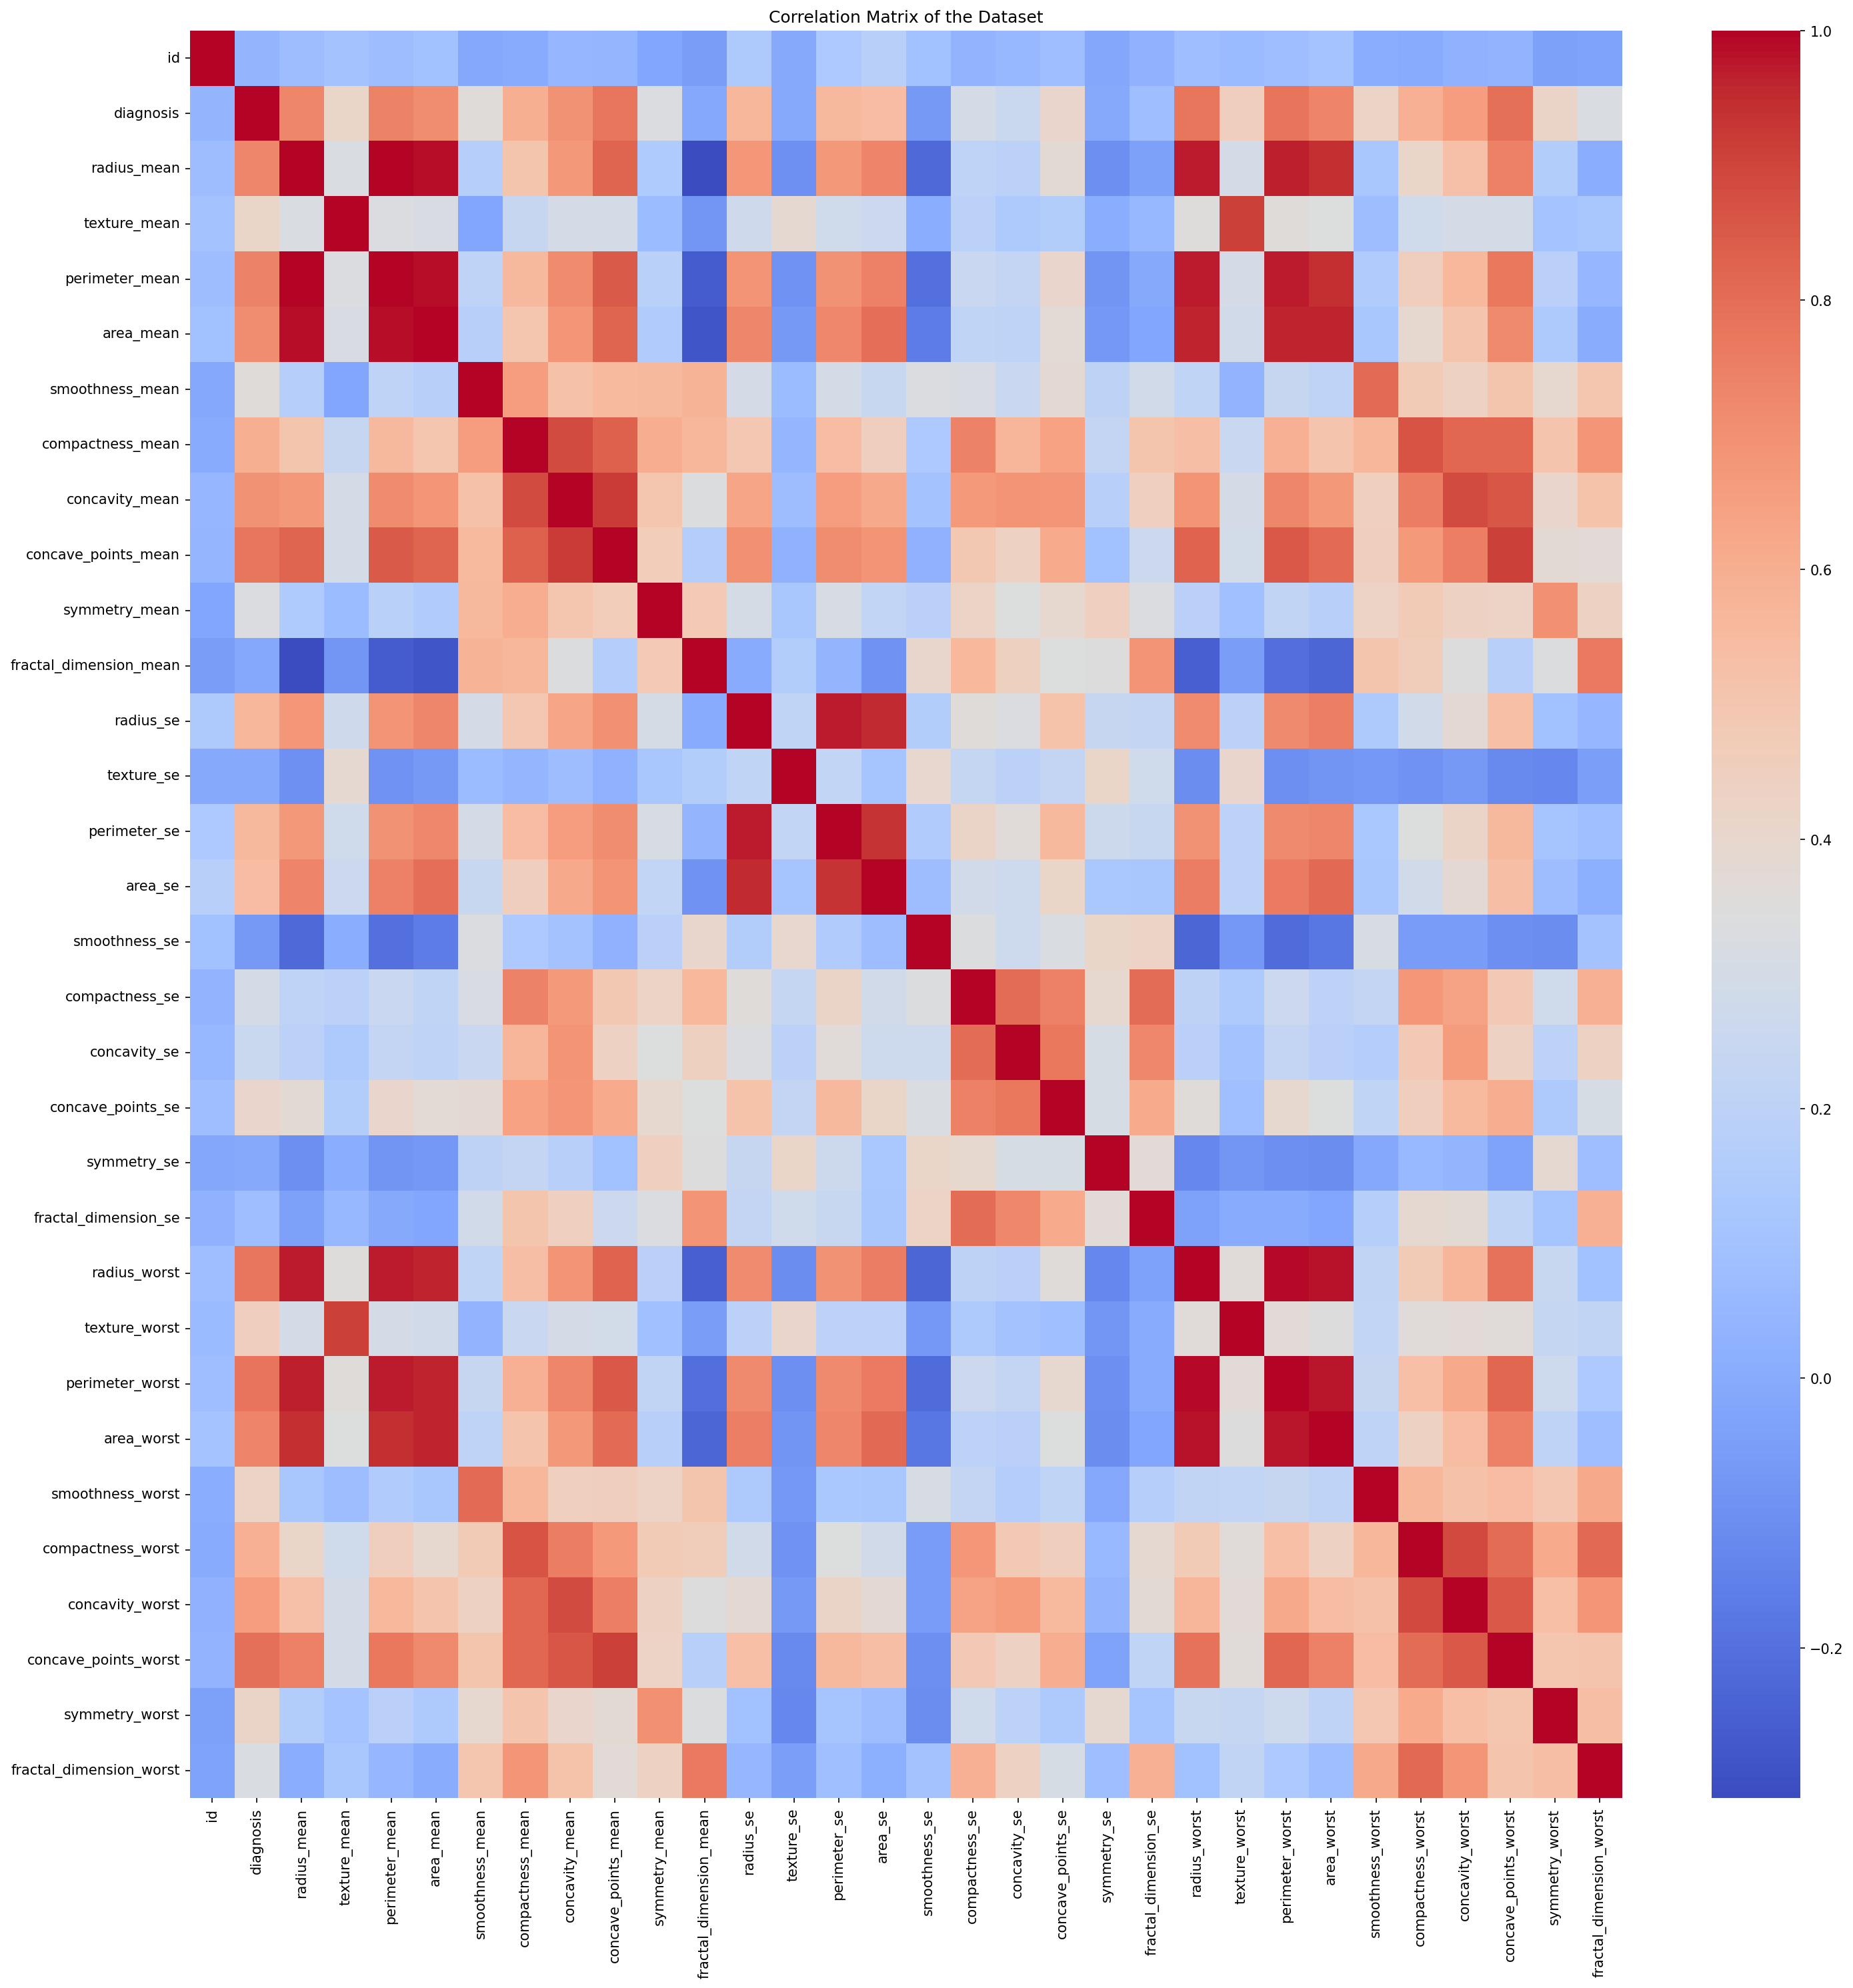 Correlation Matrix of the Dataset
id
diagnosis
radius_mean
texture_mean
perimeter_mean
area_mean
smoothness_mean
compactness_mean
concavity_mean
concave_points_mean
symmetry_mean
fractal_dimension_mean
radius_se
texture_se
perimeter_se
area_se
smoothness_se
compactness_se
concavity_se
concave_points_se
symmetry_se
fractal_dimension_se
radius_worst
texture_worst
perimeter_worst
area_worst
smoothness_worst
compactness_worst
concavity_worst
concave_points_worst
symmetry_worst
fractal_dimension_worst
id
diagnosis
radius_mean
texture_mean
perimeter_mean
area_mean
smoothness_mean
compactness_mean
concavity_mean
concave_points_mean
symmetry_mean
fractal_dimension_mean
radius_se
texture_se
perimeter_se
area_se
smoothness_se
compactness_se
concavity_se
concave_points_se
symmetry_se
fractal_dimension_se
radius_worst
texture_worst
perimeter_worst
area_worst
smoothness_worst
compactness_worst
concavity_worst
concave_points_worst
symmetry_worst
fractal_dimension_worst
1.0
0.8
0.6
0.4
0.2
0.0
−0.2